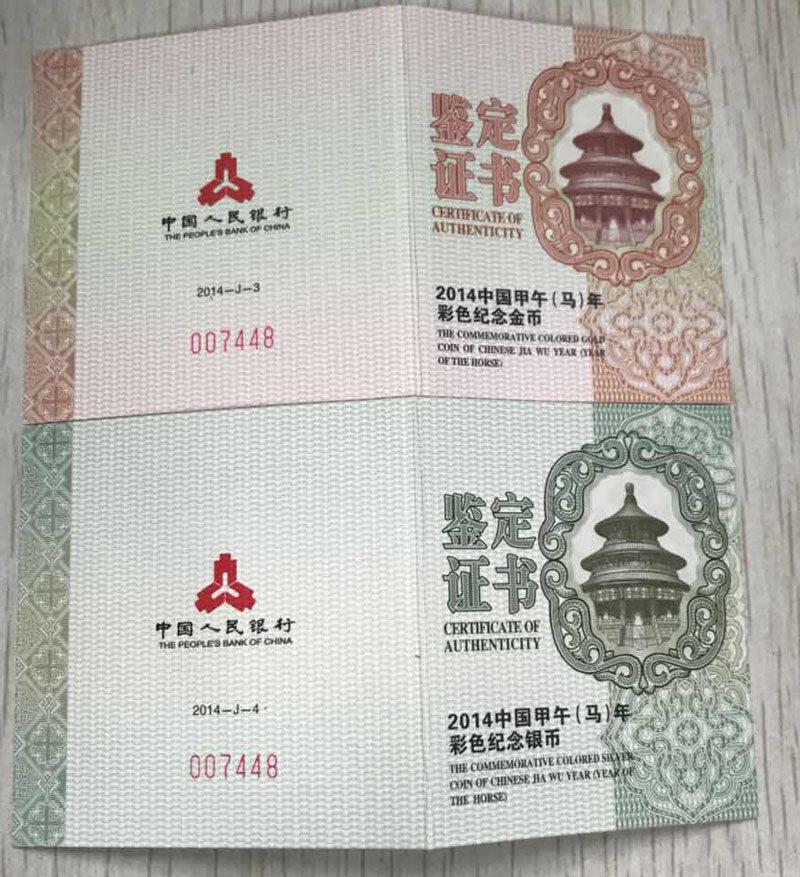 中国人民银行
THE PEOPLE'S BANK OF CHINA
2014-J-3
007448
鉴定
证书
CERTIFICATE OF
AUTHENTICITY
2014中国甲午(马)年
彩色纪念金币
THE COMMEMORATIVE COLORED GOLD
COIN OF CHINESE JIA WU YEAR (YEAR
OF THE HORSE)
中国人民银行
THE PEOPLE'S BANK OF CHINA
2014-J-4
007448
鉴定
证书
CERTIFICATE OF
AUTHENTICITY
2014中国甲午(马)年
彩色纪念银币
THE COMMEMORATIVE COLORED SILVER
COIN OF CHINESE JIA WU YEAR (YEAR OF
THE HORSE)